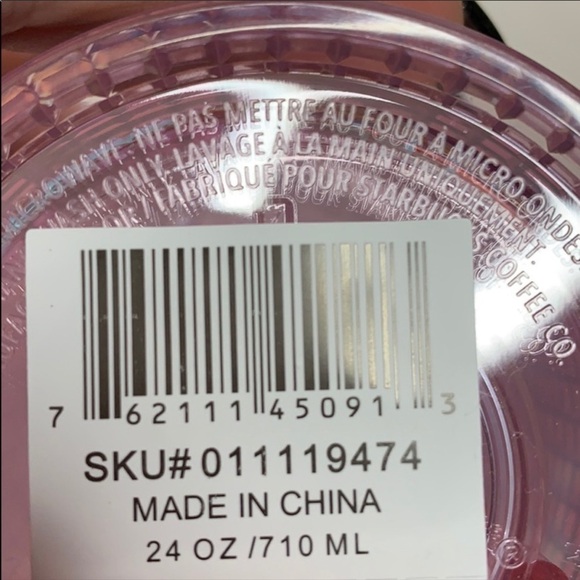 NE PAS METTRE AU FOUR À MICRO ONDES.
ONLY. LAVAGE À LA MAIN UNIQUEMENT.
/ FABRIQUÉ POUR STARBUCKS COFFEE CO.
7 62111 45091 3
SKU# 011119474
MADE IN CHINA
24 OZ /710 ML
®